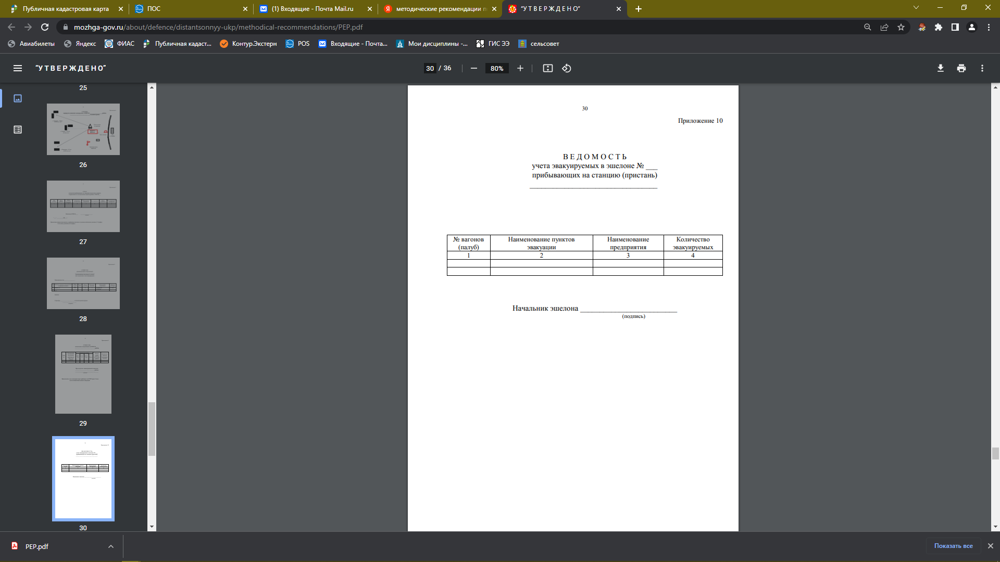 Публичная кадастровая карта
ПОС
(1) Входящие - Почта Mail.ru
методические рекомендации п
"У Т В Е Р Ж Д Е Н О"
mozhga-gov.ru/about/defence/distantsonnyy-ukp/methodical-recommendations/PEP.pdf
Авиабилеты
Яндекс
ФИАС
Публичная кадаст...
Контур.Экстерн
POS
Входящие - Почта...
Мои дисциплины -...
ГИС ЭЭ
сельсовет
"У Т В Е Р Ж Д Е Н О"
30 / 36
80%
25
26
27
28
29
30
30
Приложение 10
В Е Д О М О С Т Ь
учета эвакуируемых в эшелоне № ___
прибывающих на станцию (пристань)
№ вагонов (палуб) Наименование пунктов эвакуации Наименование предприятия Количество эвакуируемых
1 2 3 4
Начальник эшелона _________________________
(подпись)
PEP.pdf
Показать все